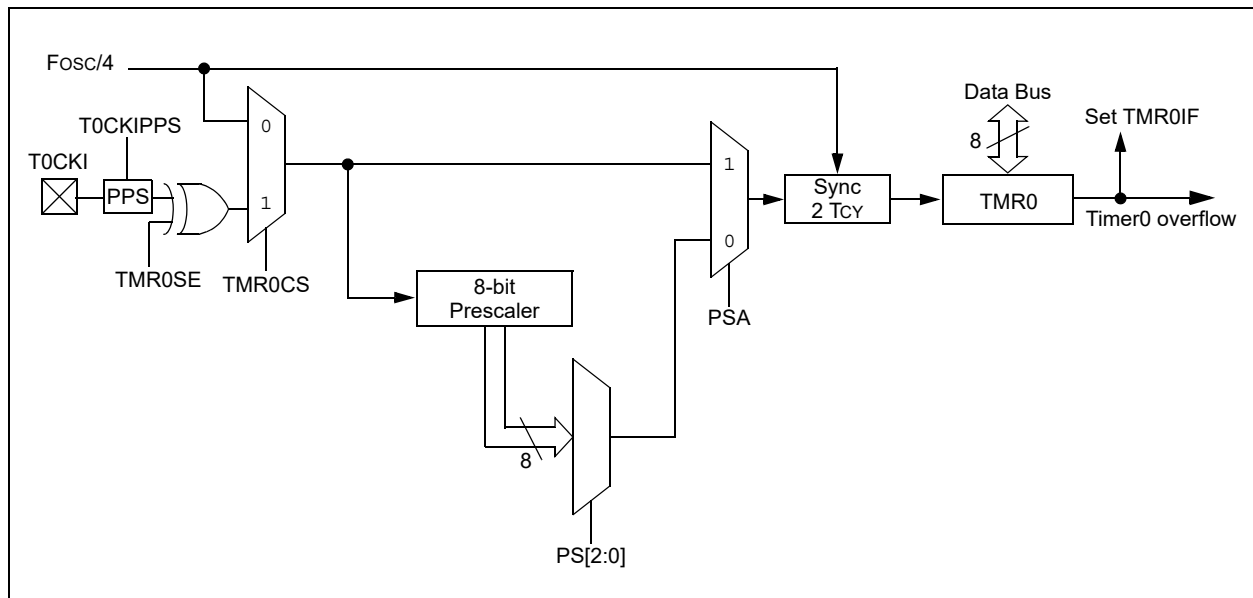 FOSC/4
T0CKIPPS
T0CKI
PPS
TMR0SE
0
1
TMR0CS
8-bit
Prescaler
8
PS[2:0]
1
0
PSA
Sync
2 TCY
Data Bus
8
TMR0
Set TMR0IF
Timer0 overflow